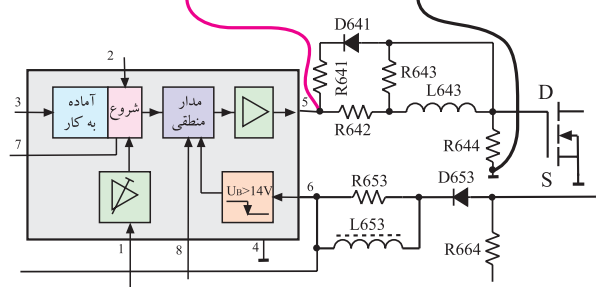 D641
2
R641
R643
آماده
به کار
شروع
مدار
منطقی
3
5
L643
D
R642
7
R644
S
UB>14V
6
R653
D653
L653
R664
1
8
4